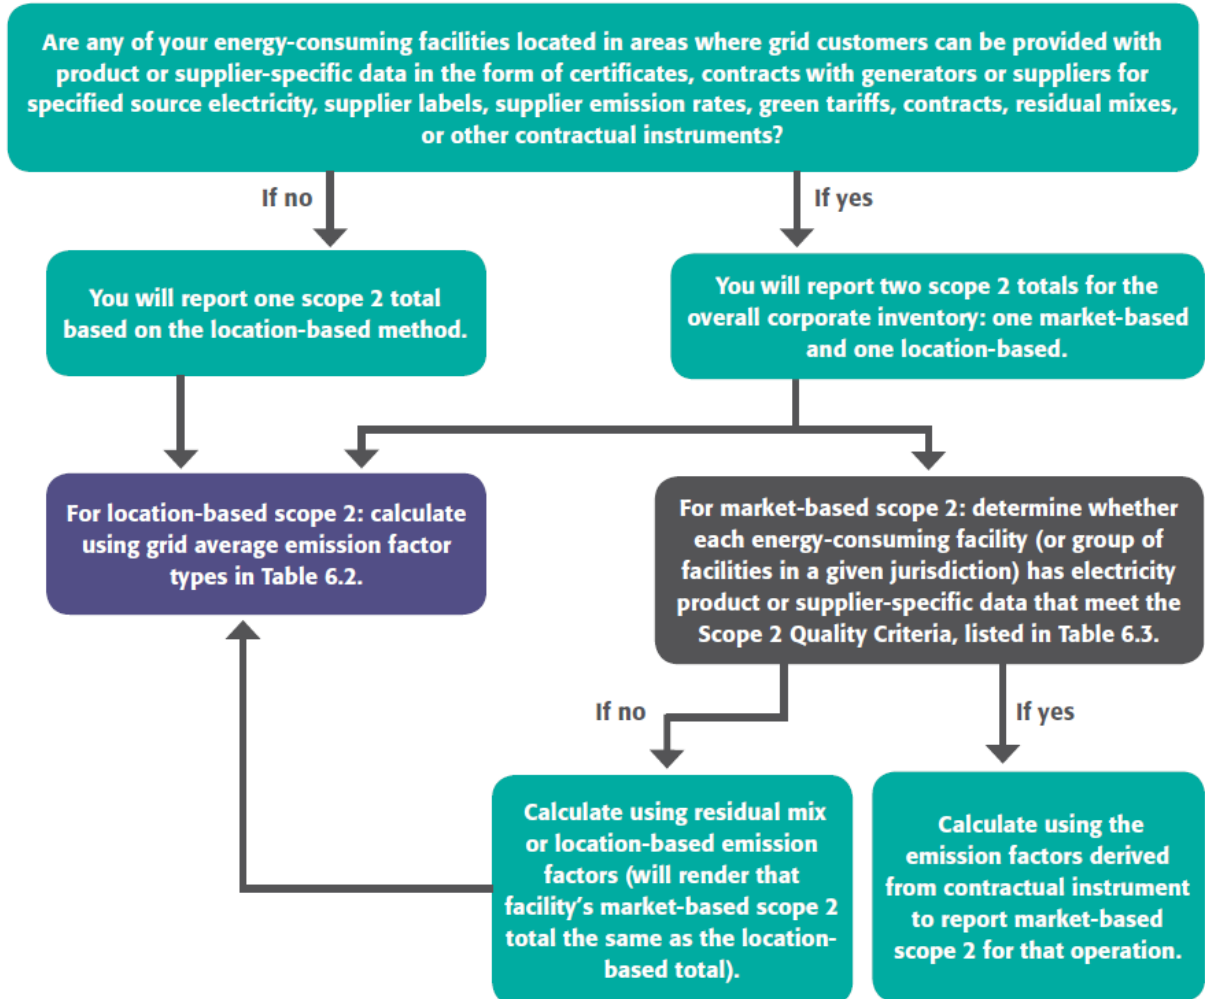 Are any of your energy-consuming facilities located in areas where grid customers can be provided with
product or supplier-specific data in the form of certificates, contracts with generators or suppliers for
specified source electricity, supplier labels, supplier emission rates, green tariffs, contracts, residual mixes,
or other contractual instruments?
If no
If yes
You will report one scope 2 total
based on the location-based method.
You will report two scope 2 totals for the
overall corporate inventory: one market-based
and one location-based.
For location-based scope 2: calculate
using grid average emission factor
types in Table 6.2.
For market-based scope 2: determine whether
each energy-consuming facility (or group of
facilities in a given jurisdiction) has electricity
product or supplier-specific data that meet the
Scope 2 Quality Criteria, listed in Table 6.3.
If no
If yes
Calculate using residual mix
or location-based emission
factors (will render that
facility's market-based scope 2
total the same as the location-
based total).
Calculate using the
emission factors derived
from contractual instrument
to report market-based
scope 2 for that operation.